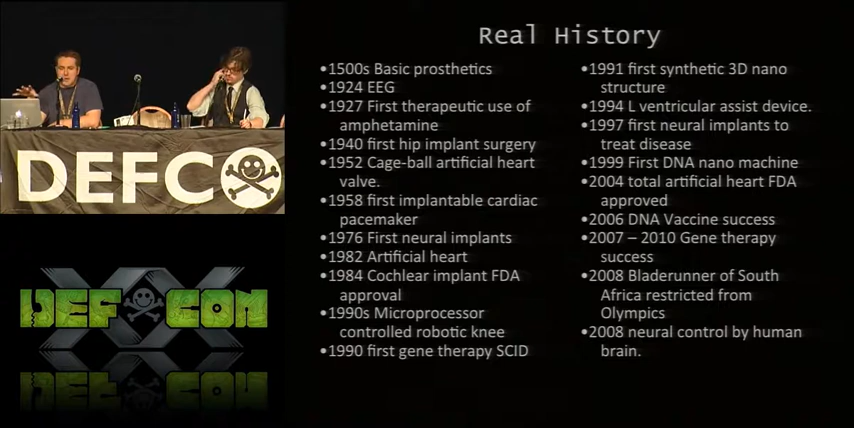 Real History
•1500s Basic prosthetics
•1924 EEG
•1927 First therapeutic use of
amphetamine
•1940 first hip implant surgery
•1952 Cage-ball artificial heart
valve.
•1958 first implantable cardiac
pacemaker
•1976 First neural implants
•1982 Artificial heart
•1984 Cochlear implant FDA
approval
•1990s Microprocessor
controlled robotic knee
•1990 first gene therapy SCID
•1991 first synthetic 3D nano
structure
•1994 L ventricular assist device.
•1997 first neural implants to
treat disease
•1999 First DNA nano machine
•2004 total artificial heart FDA
approved
•2006 DNA Vaccine success
•2007 – 2010 Gene therapy
success
•2008 Bladerunner of South
Africa restricted from
Olympics
•2008 neural control by human
brain.
DEFC
XX
DEF CON